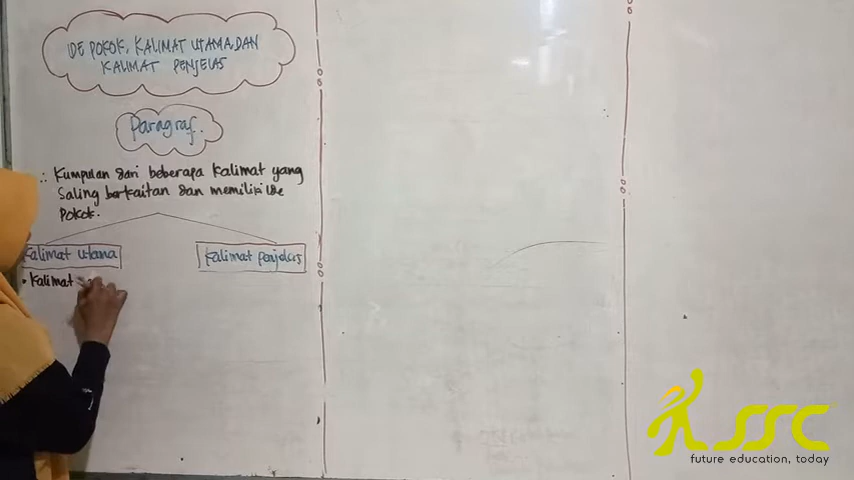 IDE POKOK, KALIMAT UTAMA, DAN
KALIMAT PENJELAS
Paragraf.
∴ Kumpulan dari beberapa kalimat yang
Saling berkaitan dan memiliki ide
Pokok.
Kalimat utama
Kalimat penjelas
• Kalimat
SSC
future education, today